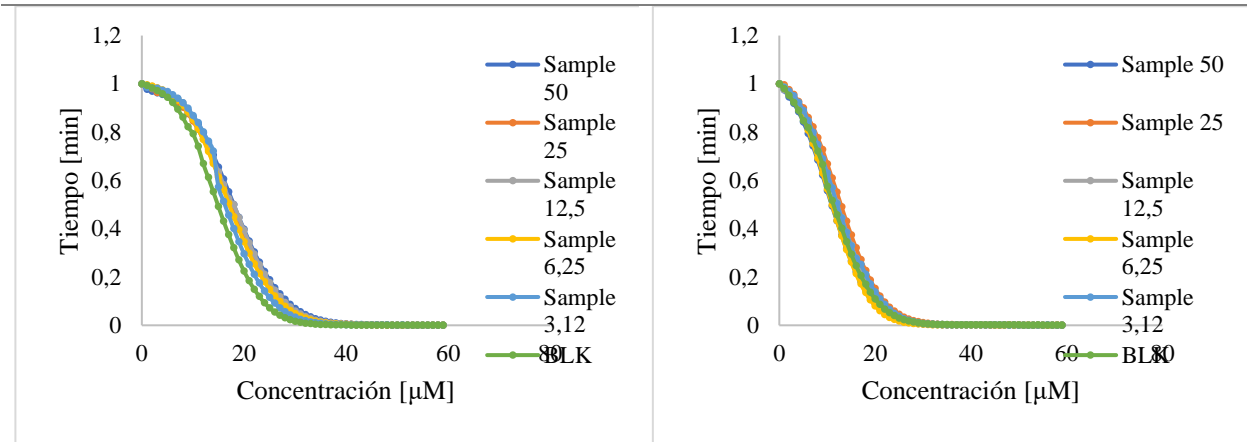 1,2
1
0,8
0,6
0,4
0,2
0
0
20
40
60
80
Tiempo [min]
Concentración [μM]
Sample
50
Sample
25
Sample
12,5
Sample
6,25
Sample
3,12
BLK
1,2
1
0,8
0,6
0,4
0,2
0
0
20
40
60
80
Tiempo [min]
Concentración [μM]
Sample 50
Sample 25
Sample
12,5
Sample
6,25
Sample
3,12
BLK